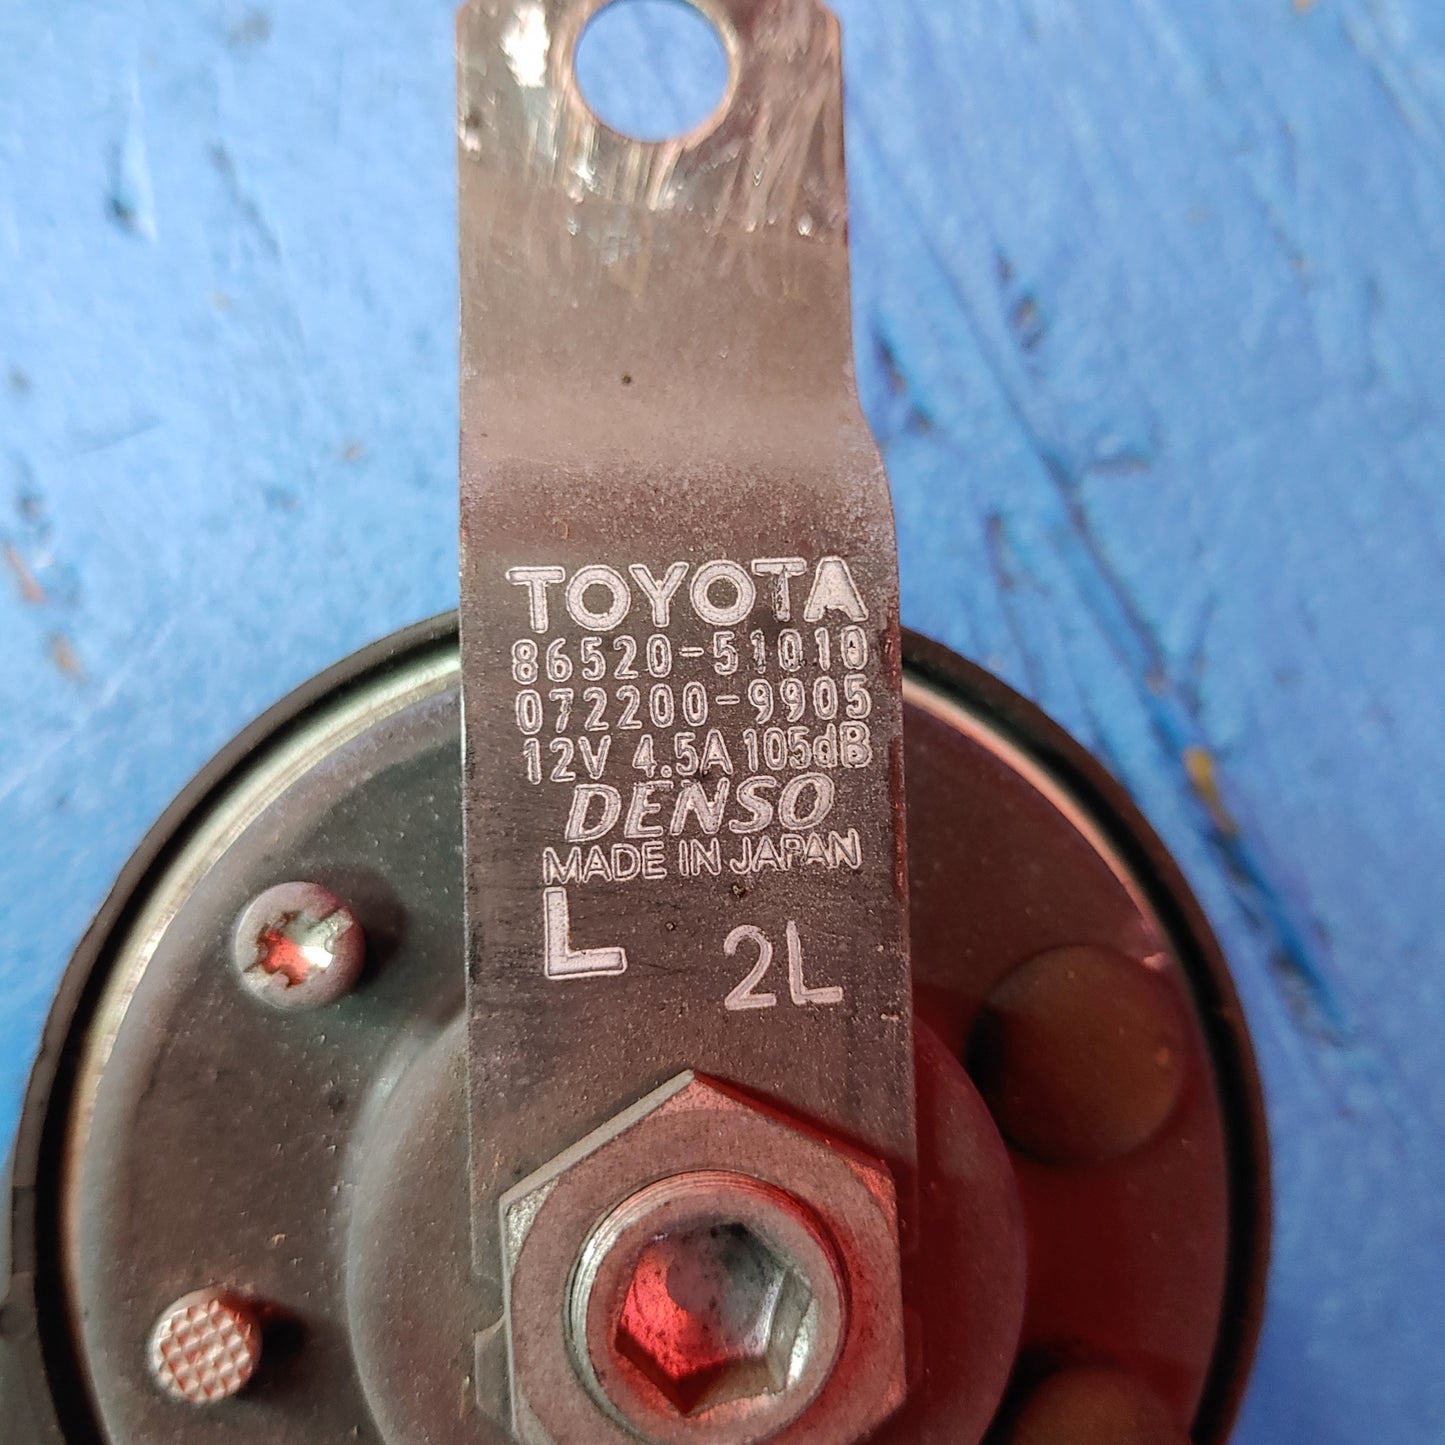 TOYOTA
86520-51010
072200-9905
12V 4.5A 105dB
DENSO
MADE IN JAPAN
L
2L